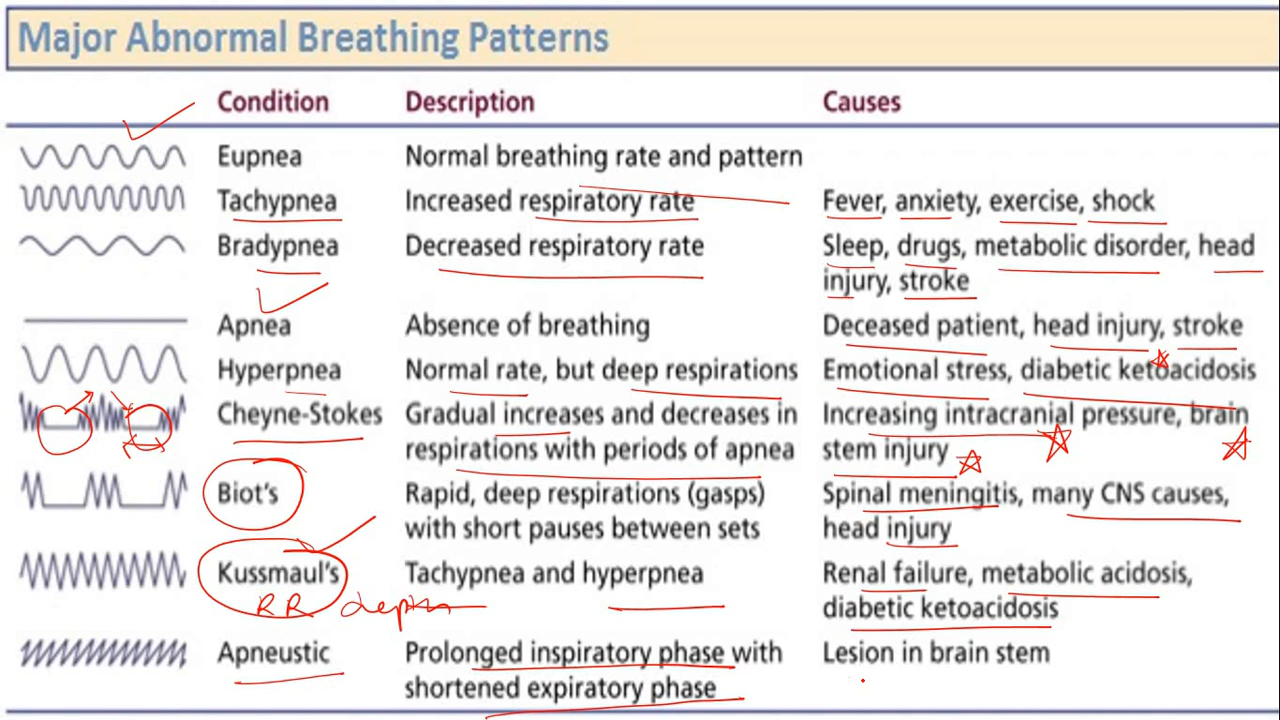 Major Abnormal Breathing Patterns
Condition Description Causes
Eupnea Normal breathing rate and pattern
Tachypnea Increased respiratory rate Fever, anxiety, exercise, shock
Bradypnea Decreased respiratory rate Sleep, drugs, metabolic disorder, head
injury, stroke
Apnea Absence of breathing Deceased patient, head injury, stroke
Hyperpnea Normal rate, but deep respirations Emotional stress, diabetic ketoacidosis
Cheyne-Stokes Gradual increases and decreases in Increasing intracranial pressure, brain
respirations with periods of apnea stem injury
Biot's Rapid, deep respirations (gasps) Spinal meningitis, many CNS causes,
with short pauses between sets head injury
Kussmaul's Tachypnea and hyperpnea Renal failure, metabolic acidosis,
RR depth diabetic ketoacidosis
Apneustic Prolonged inspiratory phase with Lesion in brain stem
shortened expiratory phase